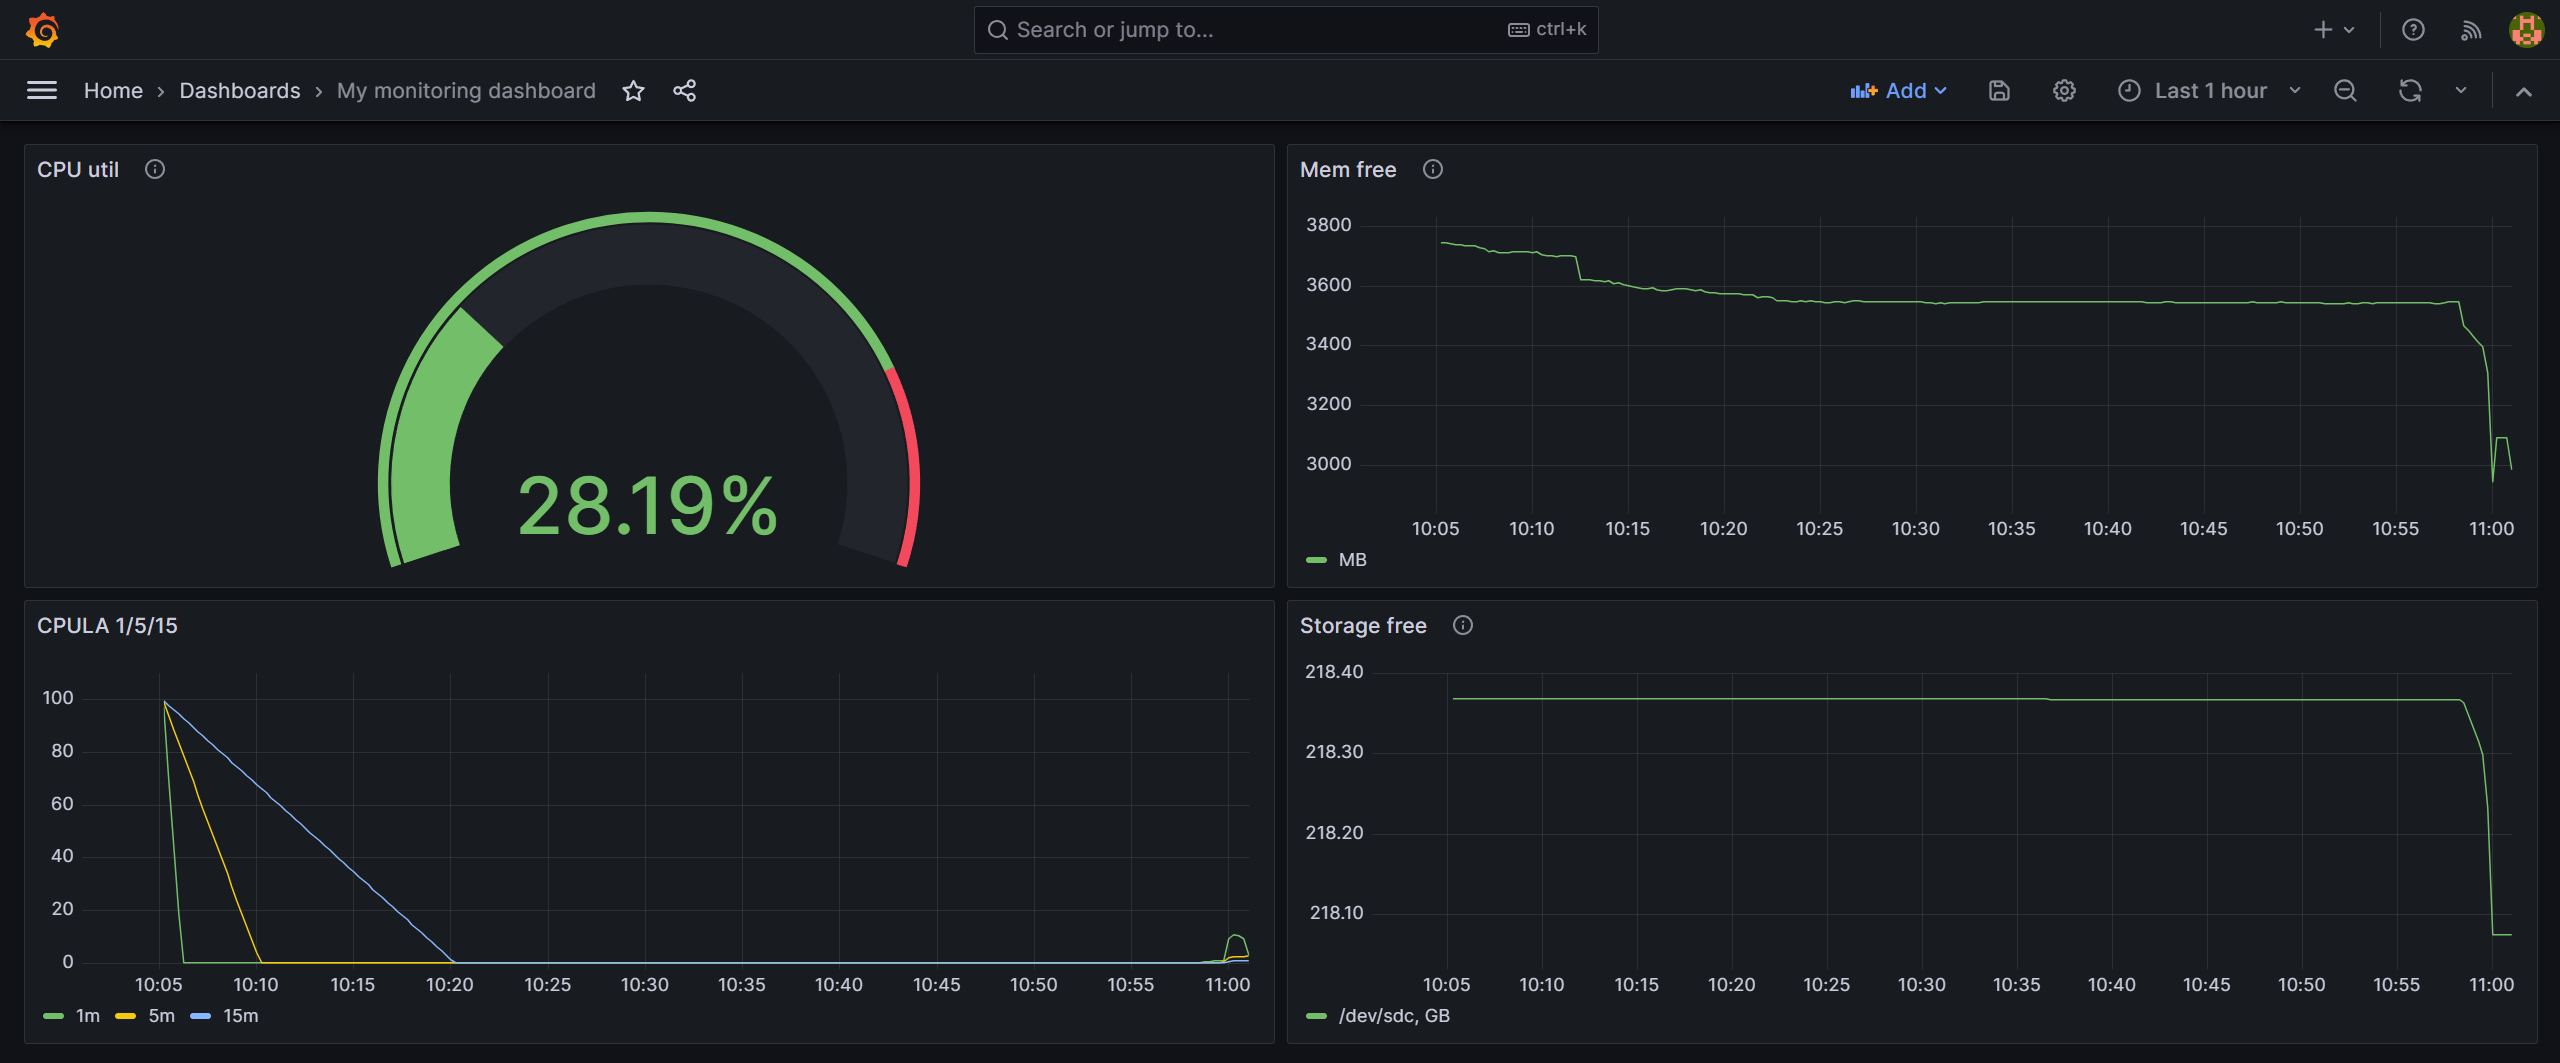 Search or jump to... ctrl+k
Home › Dashboards › My monitoring dashboard Add Last 1 hour
CPU util
28.19%
Mem free
3800
3600
3400
3200
3000
10:05 10:10 10:15 10:20 10:25 10:30 10:35 10:40 10:45 10:50 10:55 11:00
MB
CPULA 1/5/15
100
80
60
40
20
0
10:05 10:10 10:15 10:20 10:25 10:30 10:35 10:40 10:45 10:50 10:55 11:00
1m 5m 15m
Storage free
218.40
218.30
218.20
218.10
10:05 10:10 10:15 10:20 10:25 10:30 10:35 10:40 10:45 10:50 10:55 11:00
/dev/sdc, GB